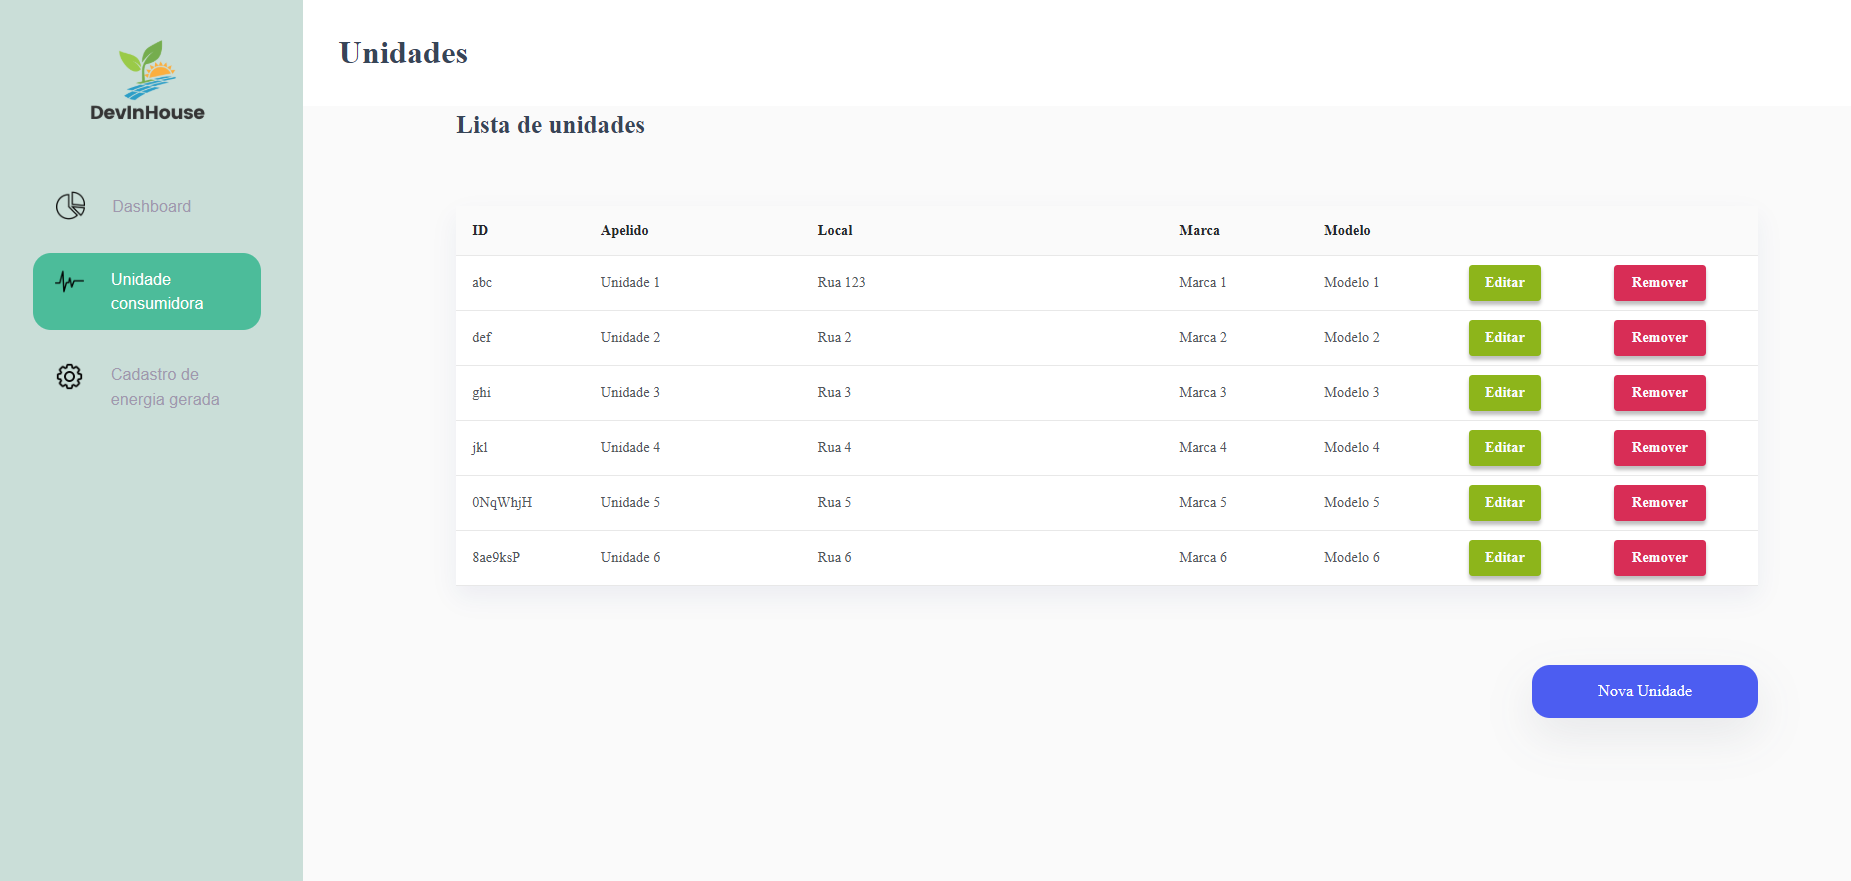 DevInHouse
Dashboard
Unidade
consumidora
Cadastro de
energia gerada
Unidades
Lista de unidades
ID Apelido Local Marca Modelo
abc Unidade 1 Rua 123 Marca 1 Modelo 1 Editar Remover
def Unidade 2 Rua 2 Marca 2 Modelo 2 Editar Remover
ghi Unidade 3 Rua 3 Marca 3 Modelo 3 Editar Remover
jkl Unidade 4 Rua 4 Marca 4 Modelo 4 Editar Remover
0NqWhjH Unidade 5 Rua 5 Marca 5 Modelo 5 Editar Remover
8ae9ksP Unidade 6 Rua 6 Marca 6 Modelo 6 Editar Remover
Nova Unidade